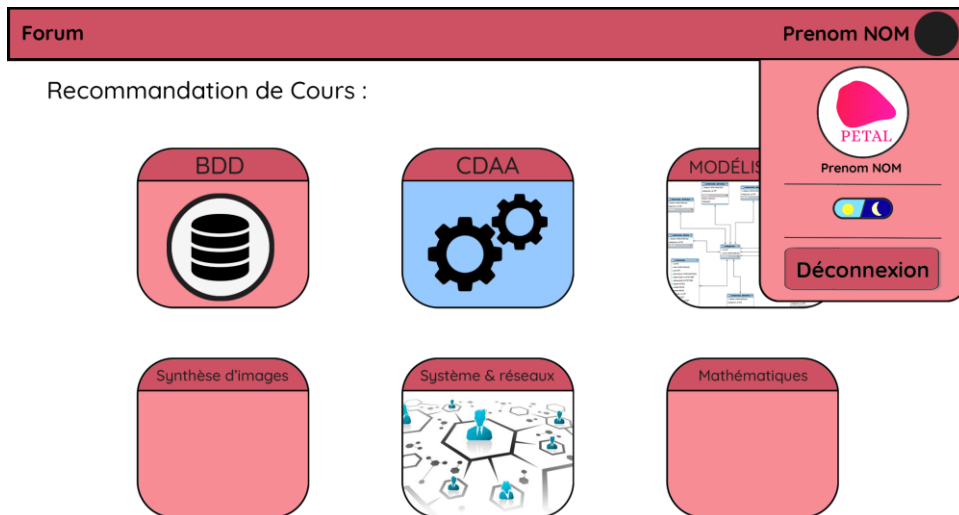 Forum
Prenom NOM
Recommandation de Cours :
PETAL
Prenom NOM
Déconnexion
BDD
CDAA
MODÉLIS
Synthèse d'images
Système & réseaux
Mathématiques